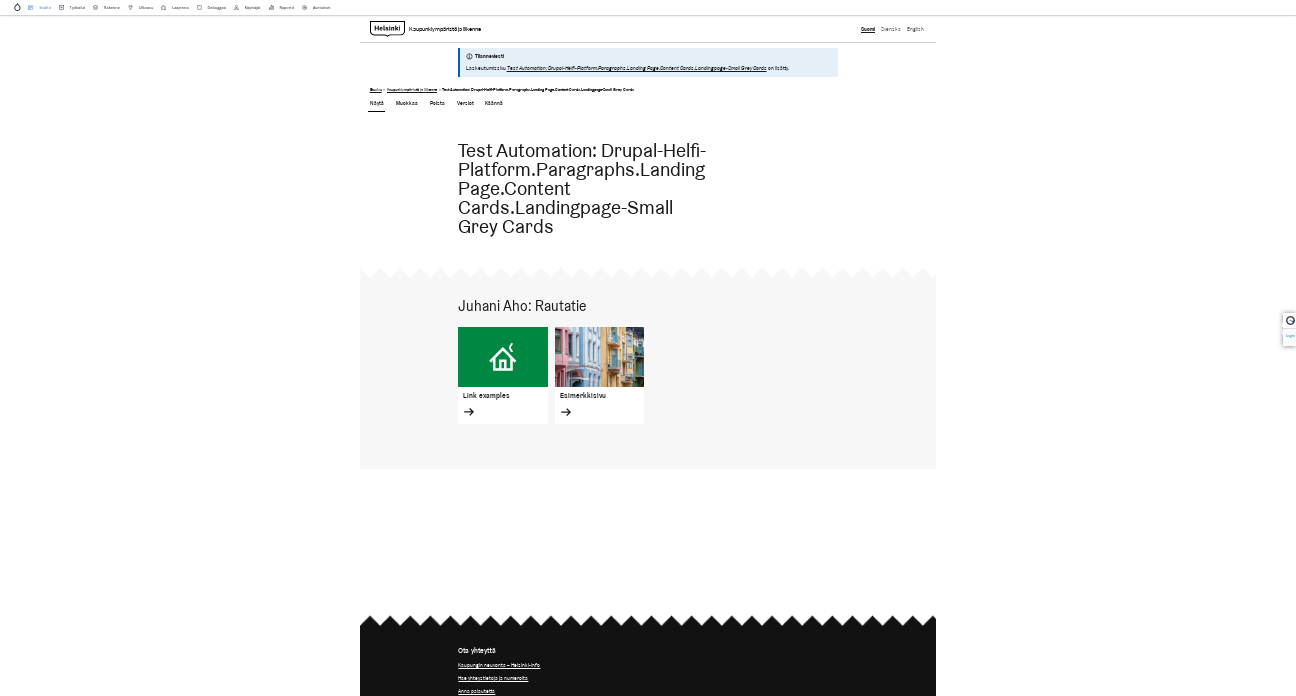 Sisältö Työkalut Rakenne Ulkoasu Laajenna Debuggaa Käyttäjät Raportit Asetukset
Helsinki Kaupunkiympäristö ja liikenne Suomi Svenska English
Tilanneviesti
Laskeutumissivu Test Automation: Drupal-Helfi-Platform.Paragraphs.Landing Page.Content Cards.Landingpage-Small Grey Cards on lisätty.
Etusivu > Kaupunkiympäristö ja liikenne > Test Automation: Drupal-Helfi-Platform.Paragraphs.Landing Page.Content Cards.Landingpage-Small Grey Cards
Näytä Muokkaa Poista Versiot Käännä
Test Automation: Drupal-Helfi-
Platform.Paragraphs.Landing
Page.Content
Cards.Landingpage-Small
Grey Cards
Juhani Aho: Rautatie
Link examples Esimerkkisivu
Login
Ota yhteyttä
Kaupungin neuvonta – Helsinki-info
Hae yhteystietoja ja numeroita
Anna palautetta